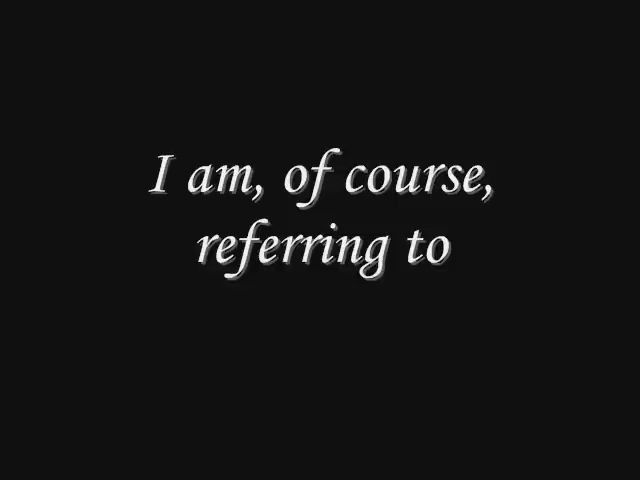 I am, of course,
referring to